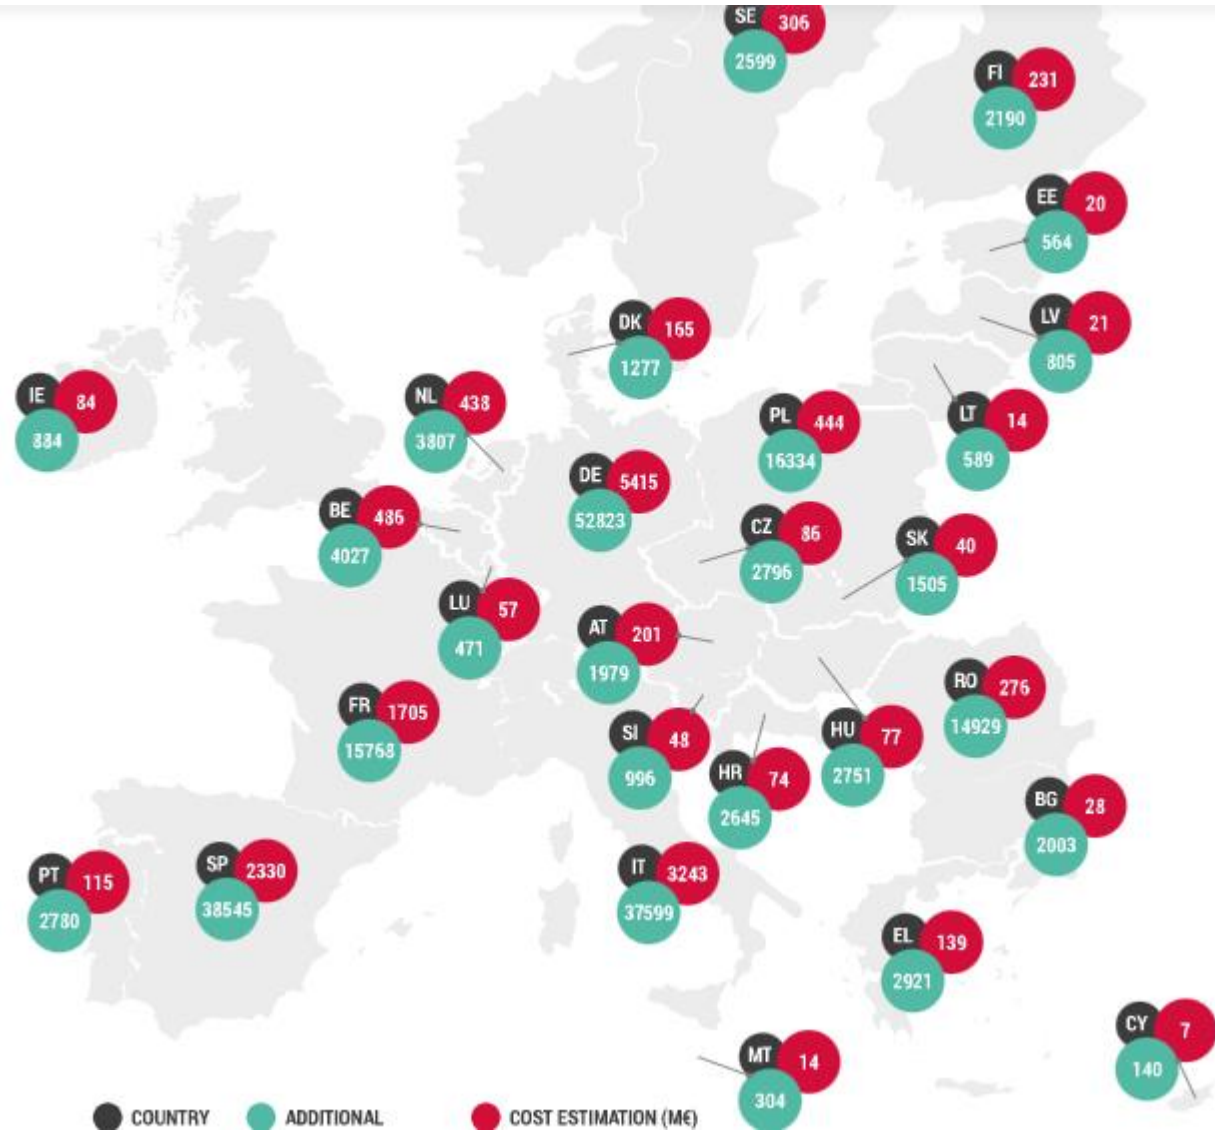 SE 306
2599
FI 231
2190
EE 20
564
DK 165
1277
LV 21
805
IE 84
884
NL 438
3807
PL 444
16334
LT 14
589
DE 5415
52823
BE 486
4027
CZ 86
2796
SK 40
1505
LU 57
471
AT 201
1979
FR 1705
15768
SI 48
996
HR 74
2645
HU 77
2751
RO 276
14929
BG 28
2003
PT 115
2780
SP 2330
38545
IT 3243
37599
EL 139
2921
CY 7
140
MT 14
304
COUNTRY ADDITIONAL COST ESTIMATION (M€)